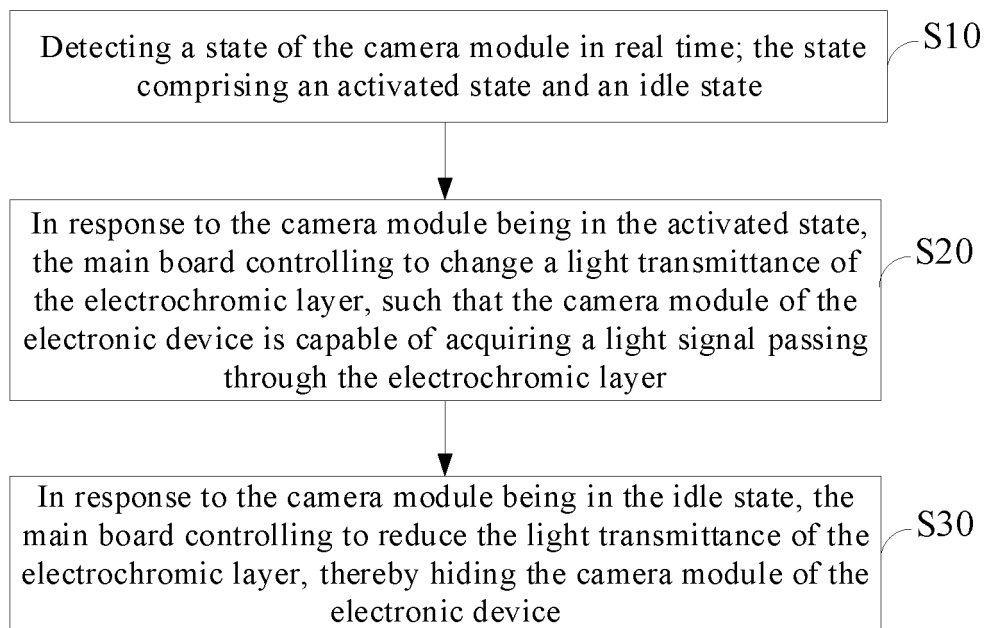 Detecting a state of the camera module in real time; the state
comprising an activated state and an idle state
S10
In response to the camera module being in the activated state,
the main board controlling to change a light transmittance of
the electrochromic layer, such that the camera module of the
electronic device is capable of acquiring a light signal passing
through the electrochromic layer
S20
In response to the camera module being in the idle state, the
main board controlling to reduce the light transmittance of the
electrochromic layer, thereby hiding the camera module of the
electronic device
S30